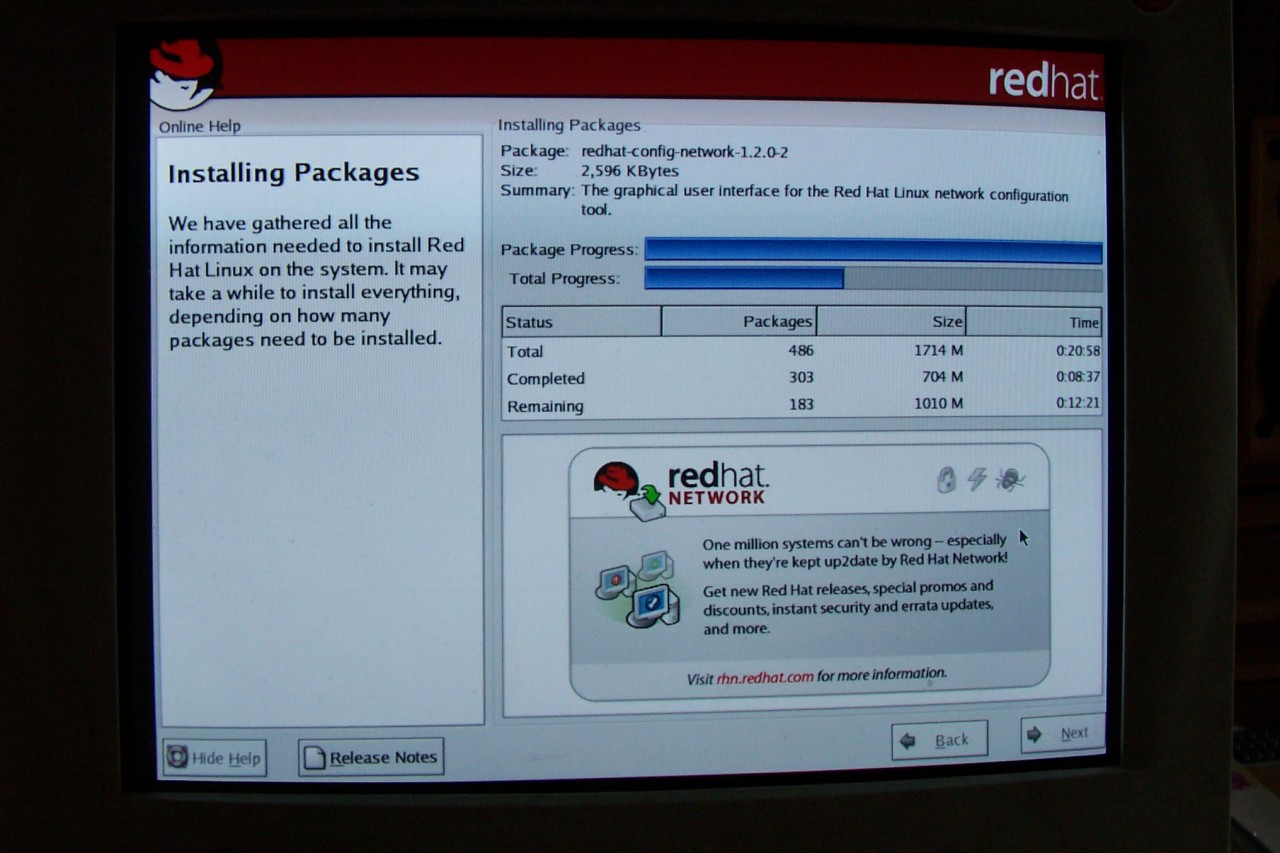 redhat.
Online Help
Installing Packages
We have gathered all the
information needed to install Red
Hat Linux on the system. It may
take a while to install everything,
depending on how many
packages need to be installed.
Installing Packages
Package: redhat-config-network-1.2.0-2
Size: 2,596 KBytes
Summary: The graphical user interface for the Red Hat Linux network configuration
tool.
Package Progress:
Total Progress:
Status Packages Size Time
Total 486 1714 M 0:20:58
Completed 303 704 M 0:08:37
Remaining 183 1010 M 0:12:21
redhat.
NETWORK
One million systems can't be wrong – especially
when they're kept up2date by Red Hat Network!
Get new Red Hat releases, special promos and
discounts, instant security and errata updates,
and more.
Visit rhn.redhat.com for more information.
Hide Help Release Notes Back Next